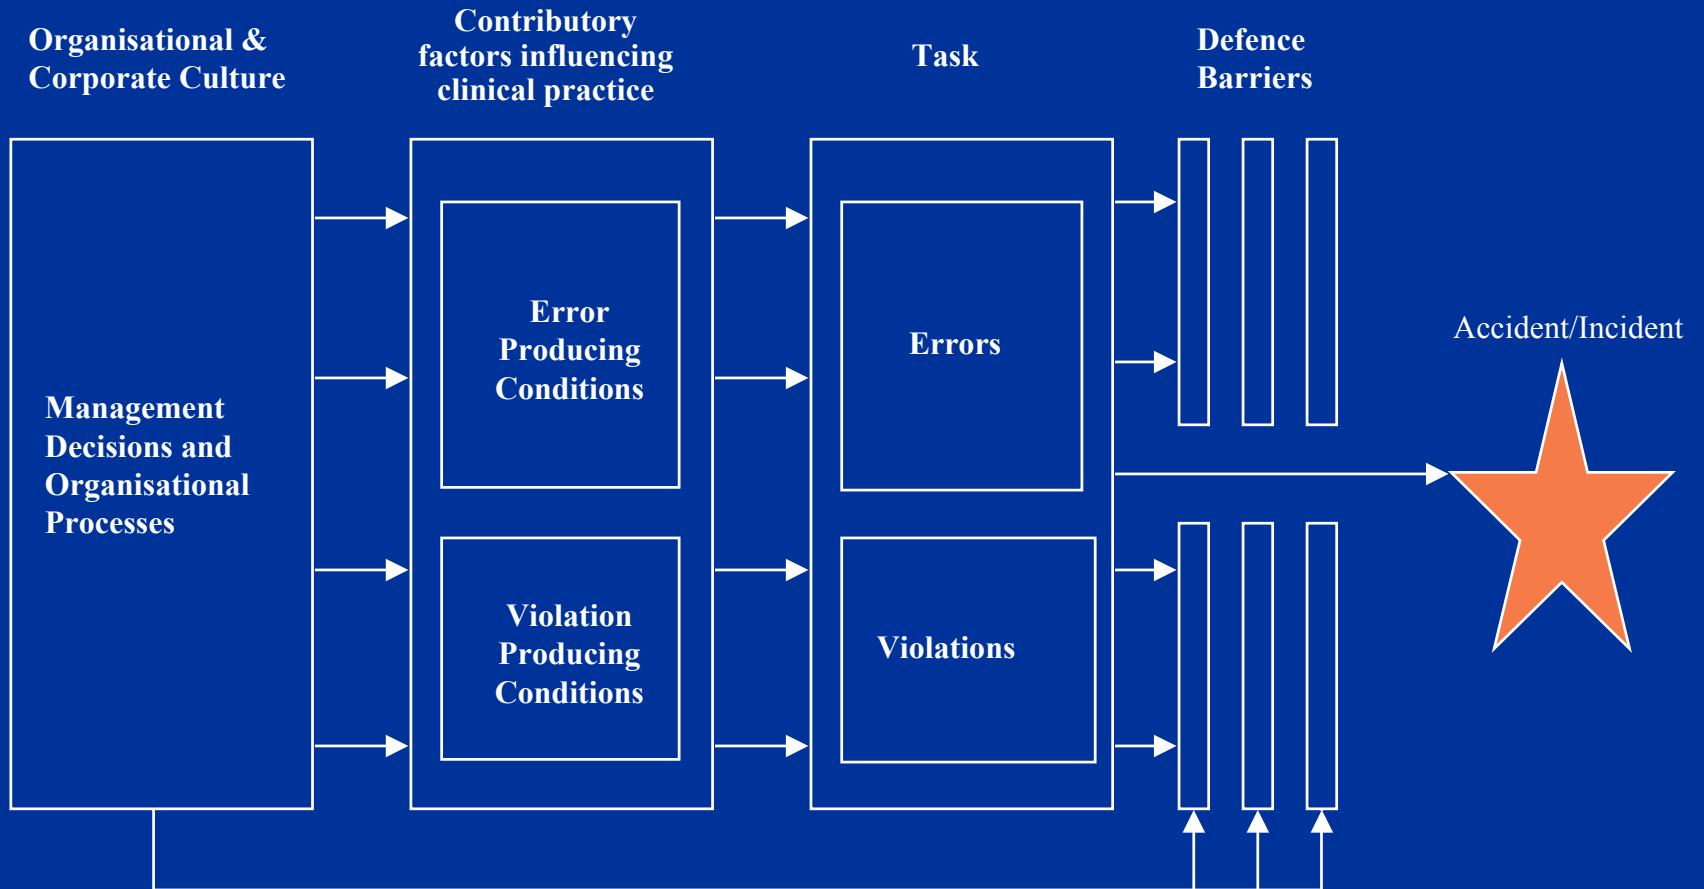 Organisational &
Corporate Culture
Contributory
factors influencing
clinical practice
Task
Defence
Barriers
Management
Decisions and
Organisational
Processes
Error
Producing
Conditions
Violation
Producing
Conditions
Errors
Violations
Accident/Incident